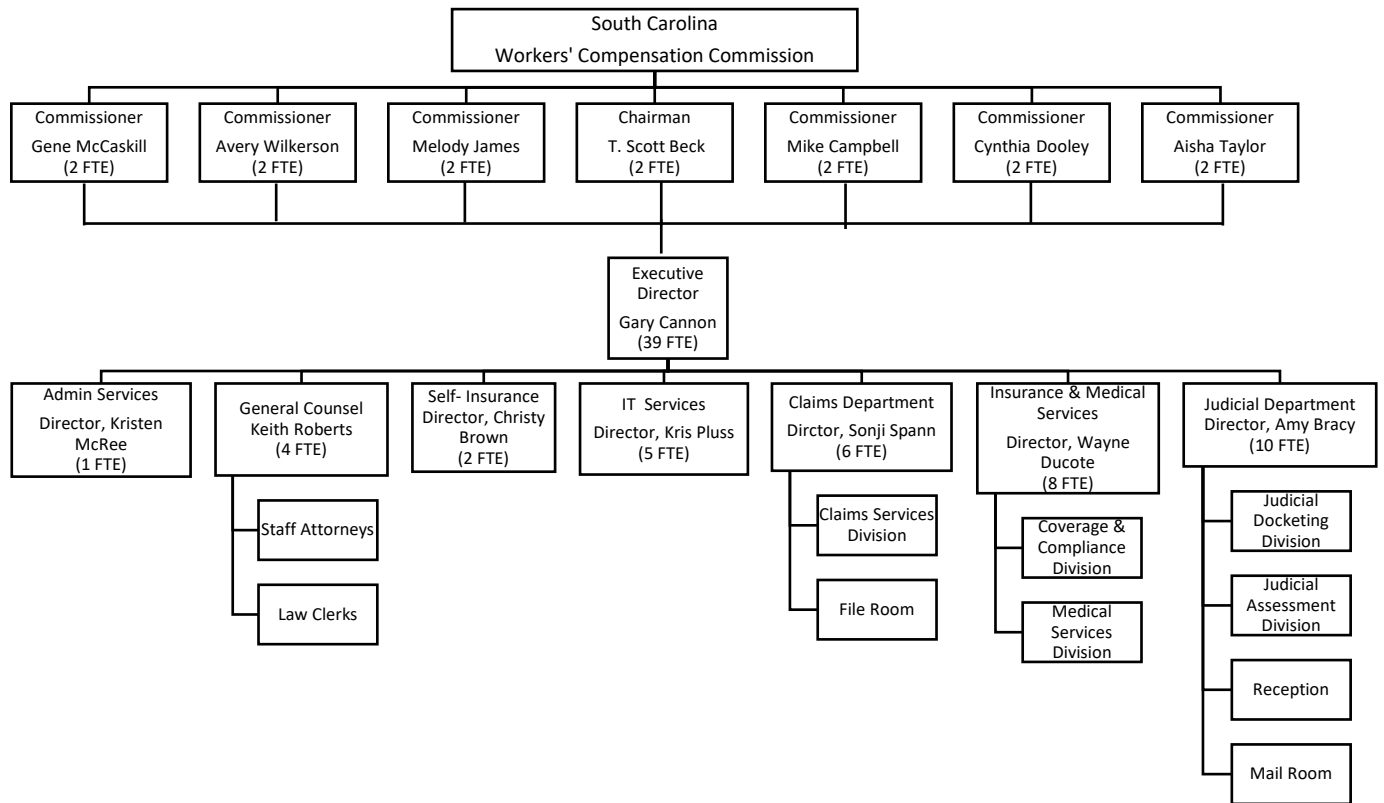 South Carolina
Workers' Compensation Commission
Commissioner
Gene McCaskill
(2 FTE)
Commissioner
Avery Wilkerson
(2 FTE)
Commissioner
Melody James
(2 FTE)
Chairman
T. Scott Beck
(2 FTE)
Commissioner
Mike Campbell
(2 FTE)
Commissioner
Cynthia Dooley
(2 FTE)
Commissioner
Aisha Taylor
(2 FTE)
Executive
Director
Gary Cannon
(39 FTE)
Admin Services
Director, Kristen
McRee
(1 FTE)
General Counsel
Keith Roberts
(4 FTE)
Self- Insurance
Director, Christy
Brown
(2 FTE)
IT Services
Director, Kris Pluss
(5 FTE)
Claims Department
Dirctor, Sonji Spann
(6 FTE)
Insurance & Medical
Services
Director, Wayne
Ducote
(8 FTE)
Judicial Department
Director, Amy Bracy
(10 FTE)
Staff Attorneys
Law Clerks
Claims Services
Division
File Room
Coverage &
Compliance
Division
Medical
Services
Division
Judicial
Docketing
Division
Judicial
Assessment
Division
Reception
Mail Room